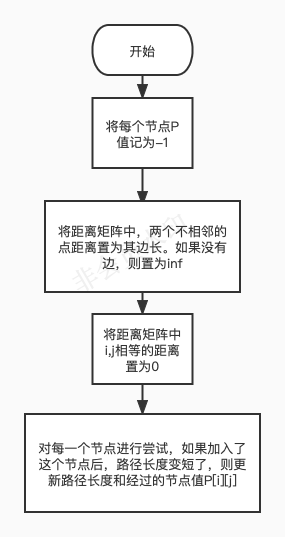 开始
将每个节点P
值记为-1
将距离矩阵中，两个不相邻的
点距离置为其边长。如果没有
边，则置为inf
将距离矩阵中
i,j相等的距离
置为0
对每一个节点进行尝试，如果加入了
这个节点后，路径长度变短了，则更
新路径长度和经过的节点值P[i][j]